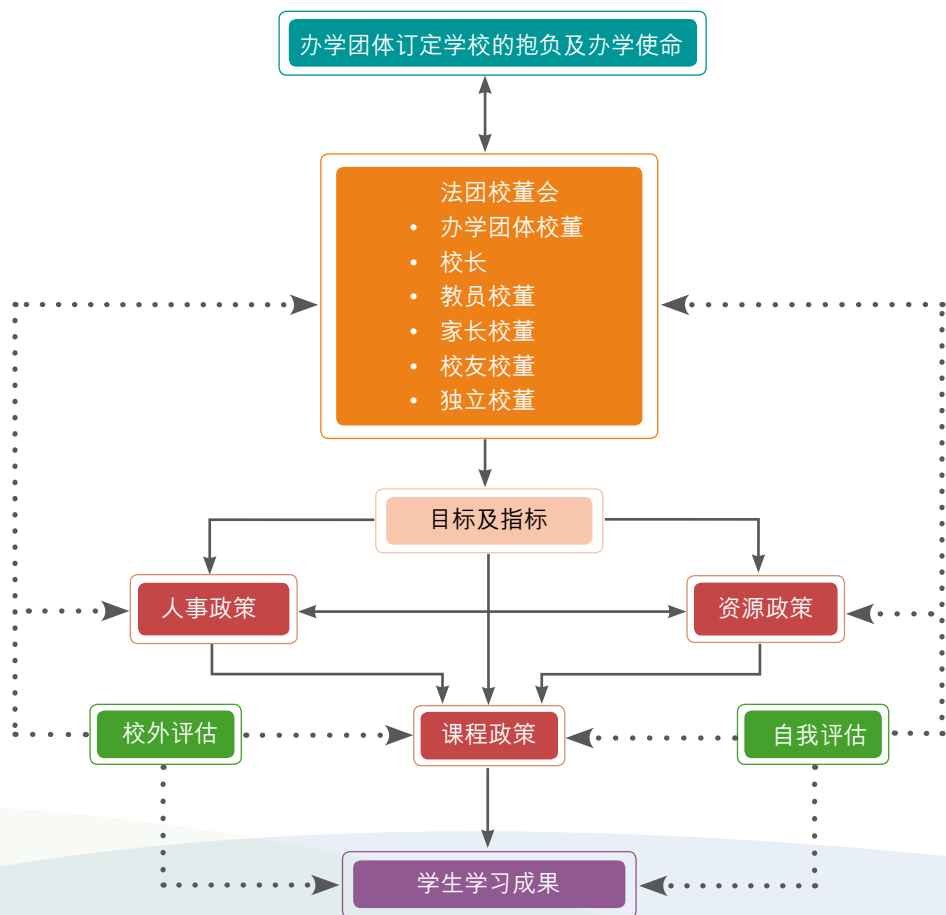 办学团体订定学校的抱负及办学使命
法团校董会
• 办学团体校董
• 校长
• 教员校董
• 家长校董
• 校友校董
• 独立校董
目标及指标
人事政策
资源政策
校外评估
课程政策
自我评估
学生学习成果